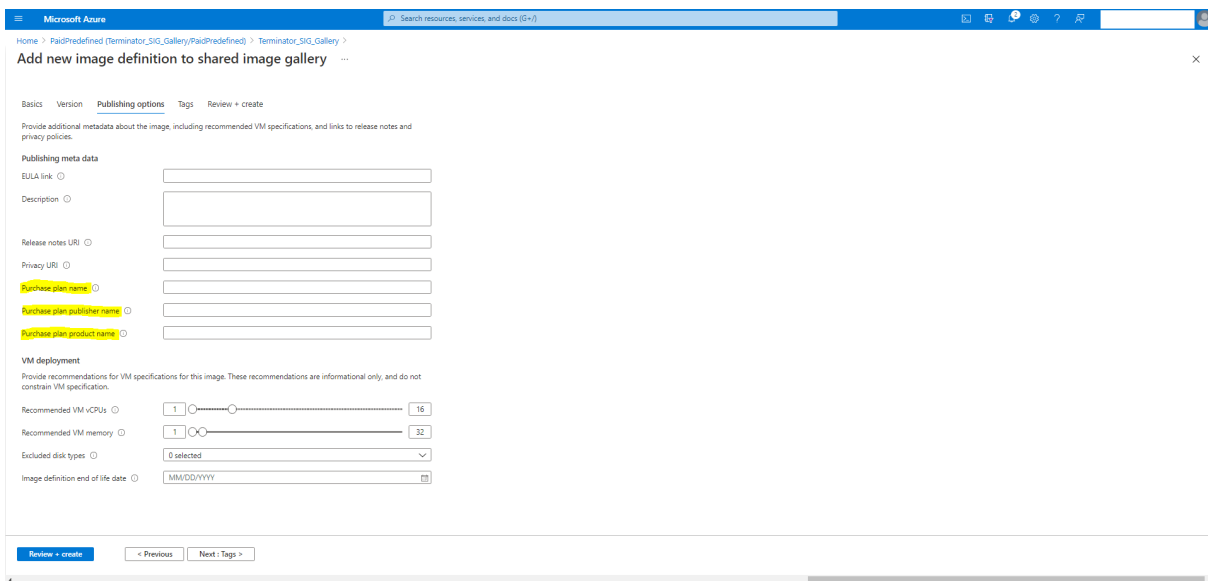 Microsoft Azure
Search resources, services, and docs (G+/)
2
Home > PaidPredefined (Terminator_SIG_Gallery/PaidPredefined) > Terminator_SIG_Gallery >
Add new image definition to shared image gallery ...
Basics Version Publishing options Tags Review + create
Provide additional metadata about the image, including recommended VM specifications, and links to release notes and
privacy policies.
Publishing meta data
EULA link
Description
Release notes URI
Privacy URI
Purchase plan name
Purchase plan publisher name
Purchase plan product name
VM deployment
Provide recommendations for VM specifications for this image. These recommendations are informational only, and do not
constrain VM specification.
Recommended VM vCPUs 1 16
Recommended VM memory 1 32
Excluded disk types 0 selected
Image definition end of life date MM/DD/YYYY
Review + create < Previous Next : Tags >